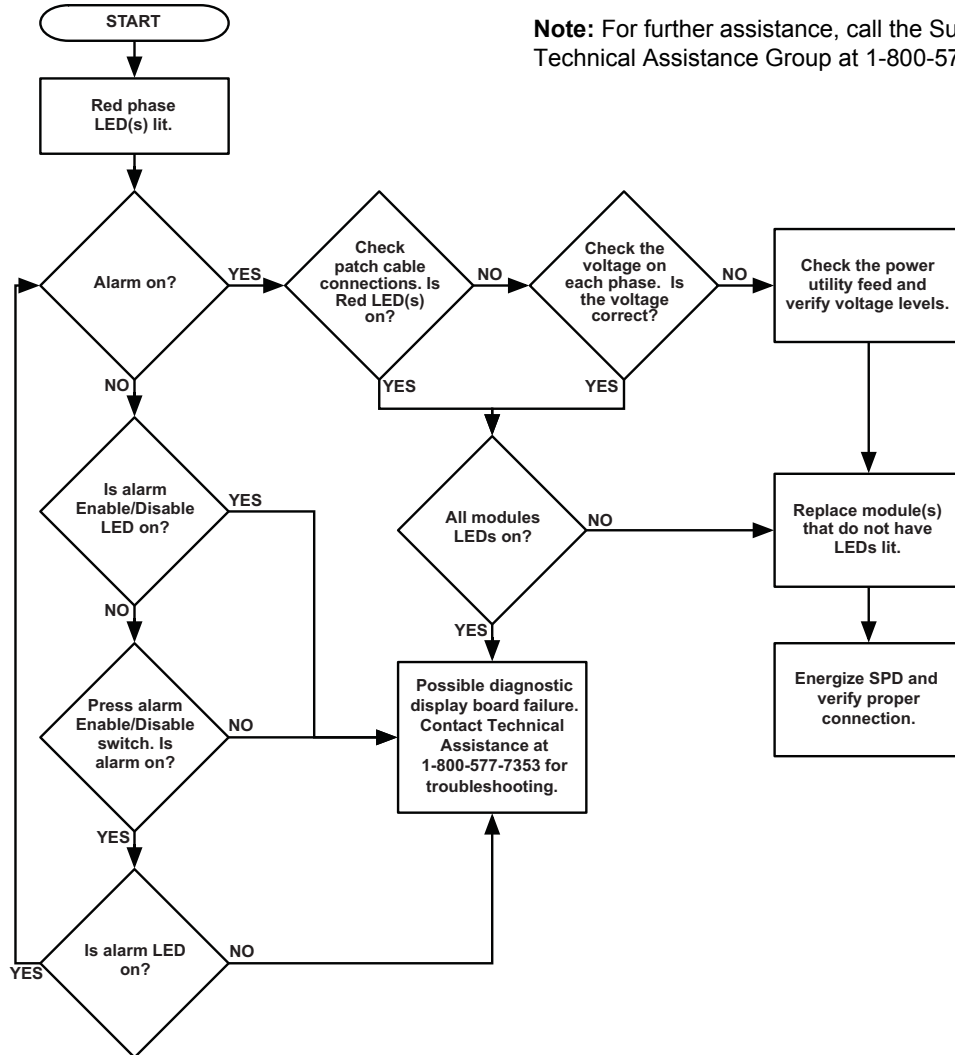 START
Note: For further assistance, call the
Technical Assistance Group at
Red phase
LED(s) lit.
Alarm on?
YES
NO
Check
patch cable
connections. Is
Red LED(s)
on?
NO
YES
Check the
voltage on
each phase. Is
the voltage
correct?
NO
YES
Check the power
utility feed and
verify voltage levels.
Is alarm
Enable/Disable
LED on?
YES
NO
All modules
LEDs on?
NO
YES
Replace module(s)
that do not have
LEDs lit.
Press alarm
Enable/Disable
switch. Is
alarm on?
NO
YES
Possible diagnostic
display board failure.
Contact Technical
Assistance at
1-800-577-7353 for
troubleshooting.
Energize SPD and
verify proper
connection.
Is alarm LED
on?
NO
YES